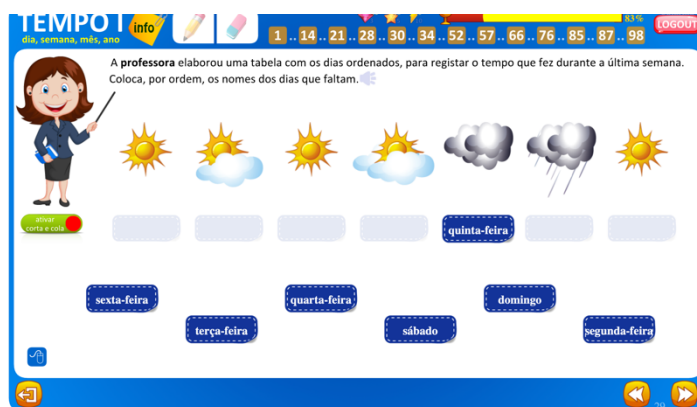 TEMPO I
info
83%
LOGOUT
dia, semana, mês, ano
1..14..21..28..30..34..52..57..66..76..85..87..98
A professora elaborou uma tabela com os dias ordenados, para registar o tempo que fez durante a última semana.
Coloca, por ordem, os nomes dos dias que faltam.
ativar
corta e cola
quinta-feira
sexta-feira
quarta-feira
domingo
terça-feira
sábado
segunda-feira
29